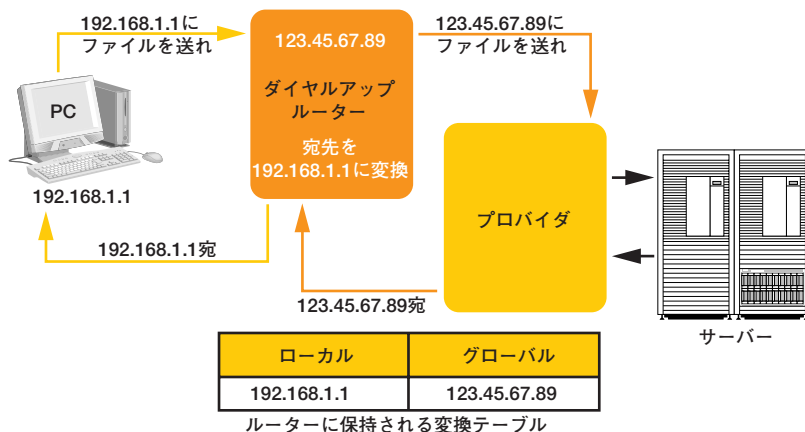 192.168.1.1に
ファイルを送れ
123.45.67.89
123.45.67.89に
ファイルを送れ
PC
ダイヤルアップ
ルーター
宛先を
192.168.1.1に変換
192.168.1.1
プロバイダ
192.168.1.1宛
123.45.67.89宛
サーバー
ローカル グローバル
192.168.1.1 123.45.67.89
ルーターに保持される変換テーブル